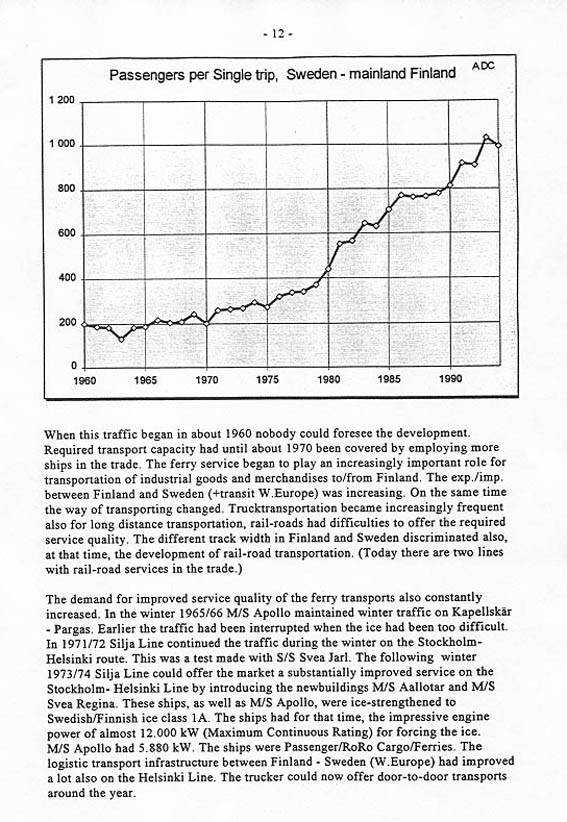 - 12 -
Passengers per Single trip, Sweden - mainland Finland
ADC
1 200
1 000
800
600
400
200
0
1960 1965 1970 1975 1980 1985 1990
When this traffic began in about 1960 nobody could foresee the development.
Required transport capacity had until about 1970 been covered by employing more
ships in the trade. The ferry service began to play an increasingly important role for
transportation of industrial goods and merchandises to/from Finland. The exp./imp.
between Finland and Sweden (+transit W.Europe) was increasing. On the same time
the way of transporting changed. Trucktransportation became increasingly frequent
also for long distance transportation, rail-roads had difficulties to offer the required
service quality. The different track width in Finland and Sweden discriminated also,
at that time, the development of rail-road transportation. (Today there are two lines
with rail-road services in the trade.)
The demand for improved service quality of the ferry transports also constantly
increased. In the winter 1965/66 M/S Apollo maintained winter traffic on Kapellskär
- Pargas. Earlier the traffic had been interrupted when the ice had been too difficult.
In 1971/72 Silja Line continued the traffic during the winter on the Stockholm-
Helsinki route. This was a test made with S/S Svea Jarl. The following winter
1973/74 Silja Line could offer the market a substantially improved service on the
Stockholm- Helsinki Line by introducing the newbuildings M/S Aallotar and M/S
Svea Regina. These ships, as well as M/S Apollo, were ice-strengthened to
Swedish/Finnish ice class 1A. The ships had for that time, the impressive engine
power of almost 12.000 kW (Maximum Continuous Rating) for forcing the ice.
M/S Apollo had 5.880 kW. The ships were Passenger/RoRo Cargo/Ferries. The
logistic transport infrastructure between Finland - Sweden (W.Europe) had improved
a lot also on the Helsinki Line. The trucker could now offer door-to-door transports
around the year.